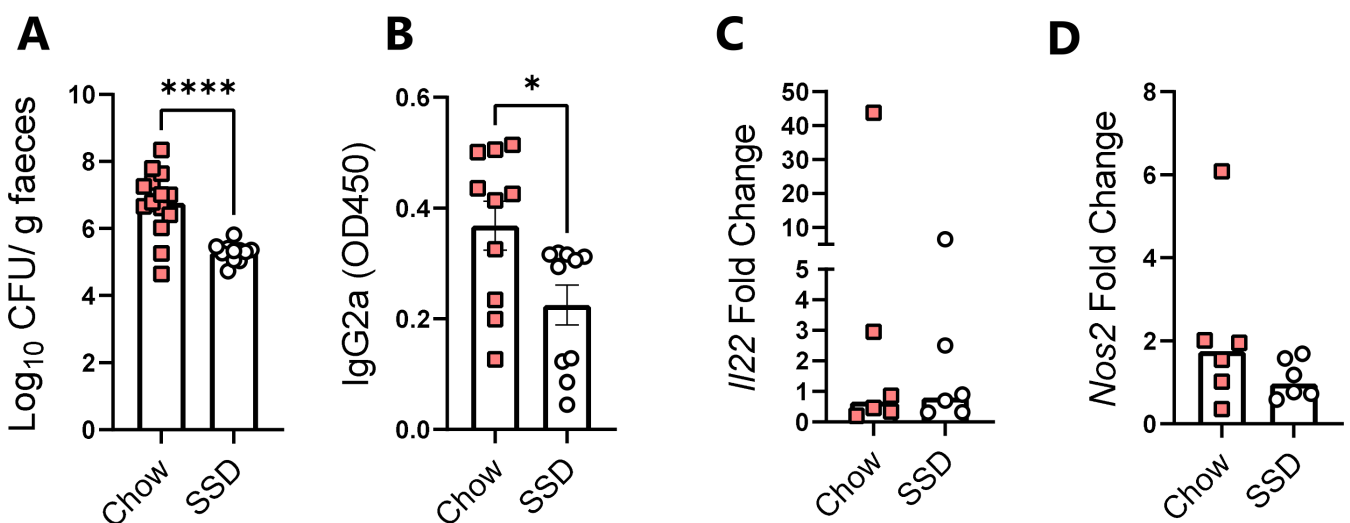 A
Log10 CFU/ g faeces
10
8
6
4
2
0
****
Chow
SSD
B
IgG2a (OD450)
0.6
0.4
0.2
0.0
*
Chow
SSD
C
Il22 Fold Change
50
40
30
20
10
5
4
3
2
1
0
Chow
SSD
D
Nos2 Fold Change
8
6
4
2
0
Chow
SSD